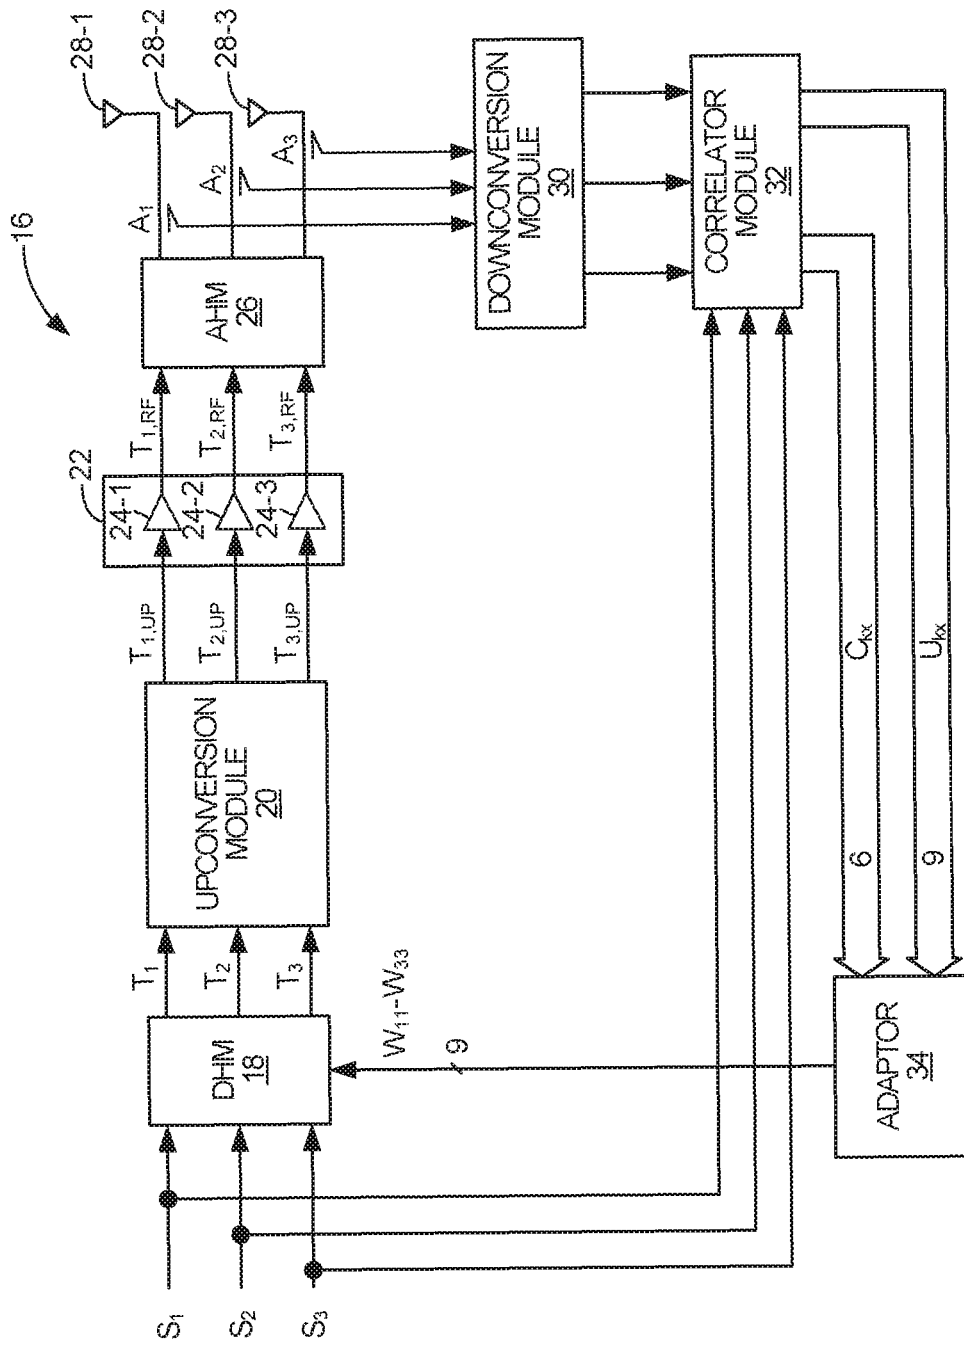 16
S1
S2
S3
DHM
18
T1
T2
T3
W11-W33
9
UPCONVERSION
MODULE
20
T1,UP
T2,UP
T3,UP
22
24-1
24-2
24-3
T1,RF
T2,RF
T3,RF
AHM
26
A1
A2
A3
28-1
28-2
28-3
DOWNCONVERSION
MODULE
30
CORRELATOR
MODULE
32
6
Ckx
9
Ukx
ADAPTOR
34